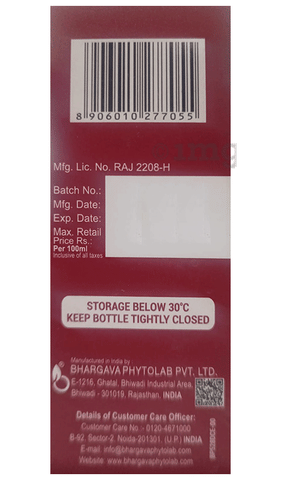 8 906010 277055
Mfg. Lic. No. RAJ 2208-H
Batch No.:
Mfg. Date:
Exp. Date:
Max. Retail
Price Rs.:
Per 100ml
Inclusive of all taxes
STORAGE BELOW 30°C
KEEP BOTTLE TIGHTLY CLOSED
Manufactured in India by
BHARGAVA PHYTOLAB PVT. LTD.
E-1216, Ghatal, Bhiwadi Industrial Area,
Bhiwadi - 301019, Rajasthan, INDIA
Details of Customer Care Officer:
Customer Care No.- 0120-4871000
B-92, Sector-2, Noida-201301, (U.P.) INDIA
E-mail info@bhargavaphytolab.com
Website www.bhargavaphytolab.com